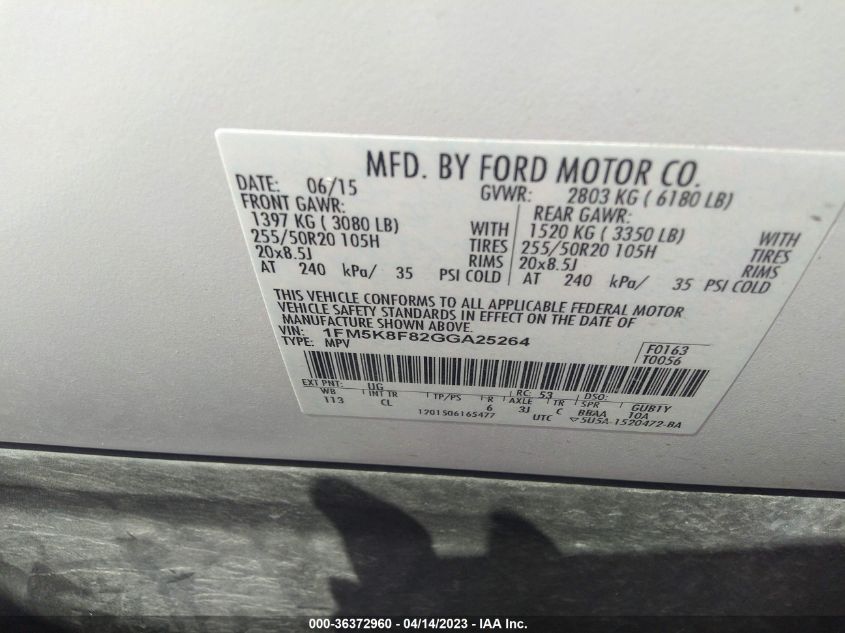 MFD. BY FORD MOTOR CO.
DATE: 06/15 GVWR: 2803 KG ( 6180 LB)
FRONT GAWR: REAR GAWR:
1397 KG ( 3080 LB) WITH 1520 KG ( 3350 LB) WITH
255/50R20 105H TIRES 255/50R20 105H TIRES
20x8.5J RIMS 20x8.5J RIMS
AT 240 kPa/ 35 PSI COLD AT 240 kPa/ 35 PSI COLD
THIS VEHICLE CONFORMS TO ALL APPLICABLE FEDERAL MOTOR
VEHICLE SAFETY STANDARDS IN EFFECT ON THE DATE OF
MANUFACTURE SHOWN ABOVE.
VIN: 1FM5K8F82GGA25264 F0163
TYPE: MPV T0056
EXT PNT: UG RC: 53 DSO:
WB INT TR TP/PS R AXLE TR SPR GUBTY
113 CL 6 3J C BBAA 10A
1201506165477 UTC 5U5A-1520472-BA
000-36372960 - 04/14/2023 - IAA Inc.